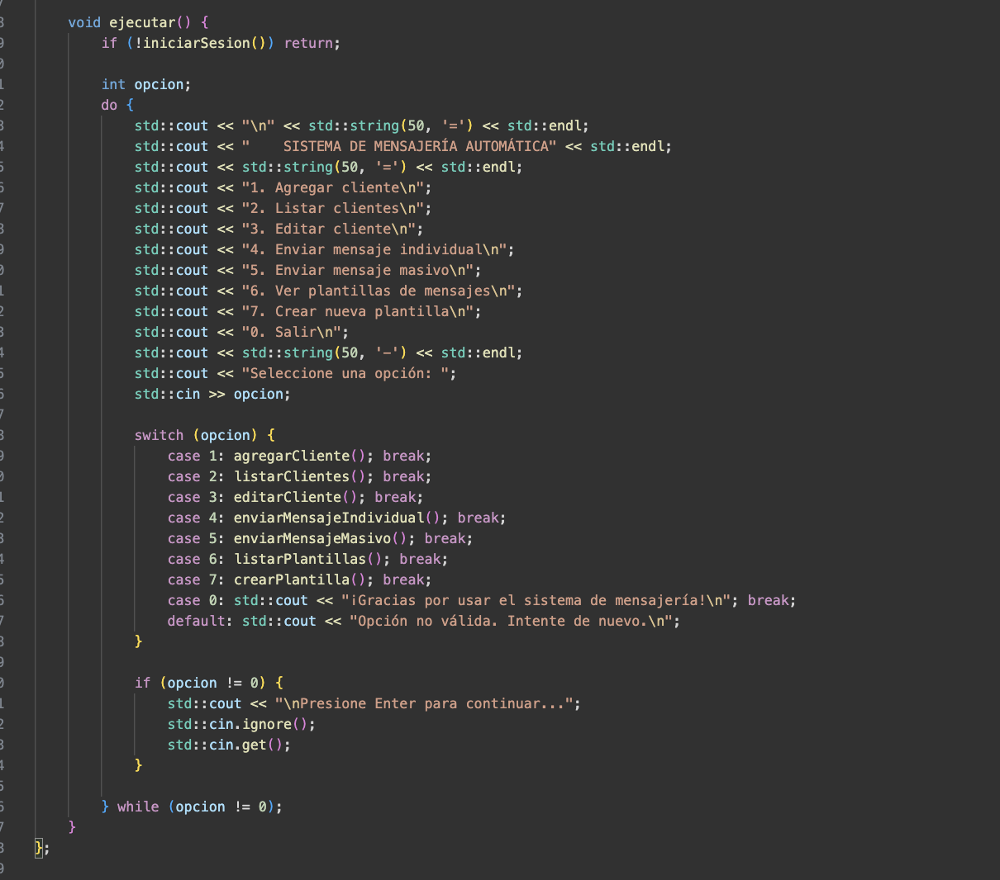 void ejecutar() {
if (!iniciarSesion()) return;
int opcion;
do {
std::cout << "\n" << std::string(50, '=') << std::endl;
std::cout << "    SISTEMA DE MENSAJERÍA AUTOMÁTICA" << std::endl;
std::cout << std::string(50, '=') << std::endl;
std::cout << "1. Agregar cliente\n";
std::cout << "2. Listar clientes\n";
std::cout << "3. Editar cliente\n";
std::cout << "4. Enviar mensaje individual\n";
std::cout << "5. Enviar mensaje masivo\n";
std::cout << "6. Ver plantillas de mensajes\n";
std::cout << "7. Crear nueva plantilla\n";
std::cout << "0. Salir\n";
std::cout << std::string(50, '-') << std::endl;
std::cout << "Seleccione una opción: ";
std::cin >> opcion;
switch (opcion) {
case 1: agregarCliente(); break;
case 2: listarClientes(); break;
case 3: editarCliente(); break;
case 4: enviarMensajeIndividual(); break;
case 5: enviarMensajeMasivo(); break;
case 6: listarPlantillas(); break;
case 7: crearPlantilla(); break;
case 0: std::cout << "¡Gracias por usar el sistema de mensajería!\n"; break;
default: std::cout << "Opción no válida. Intente de nuevo.\n";
}
if (opcion != 0) {
std::cout << "\nPresione Enter para continuar...";
std::cin.ignore();
std::cin.get();
}
} while (opcion != 0);
}
};